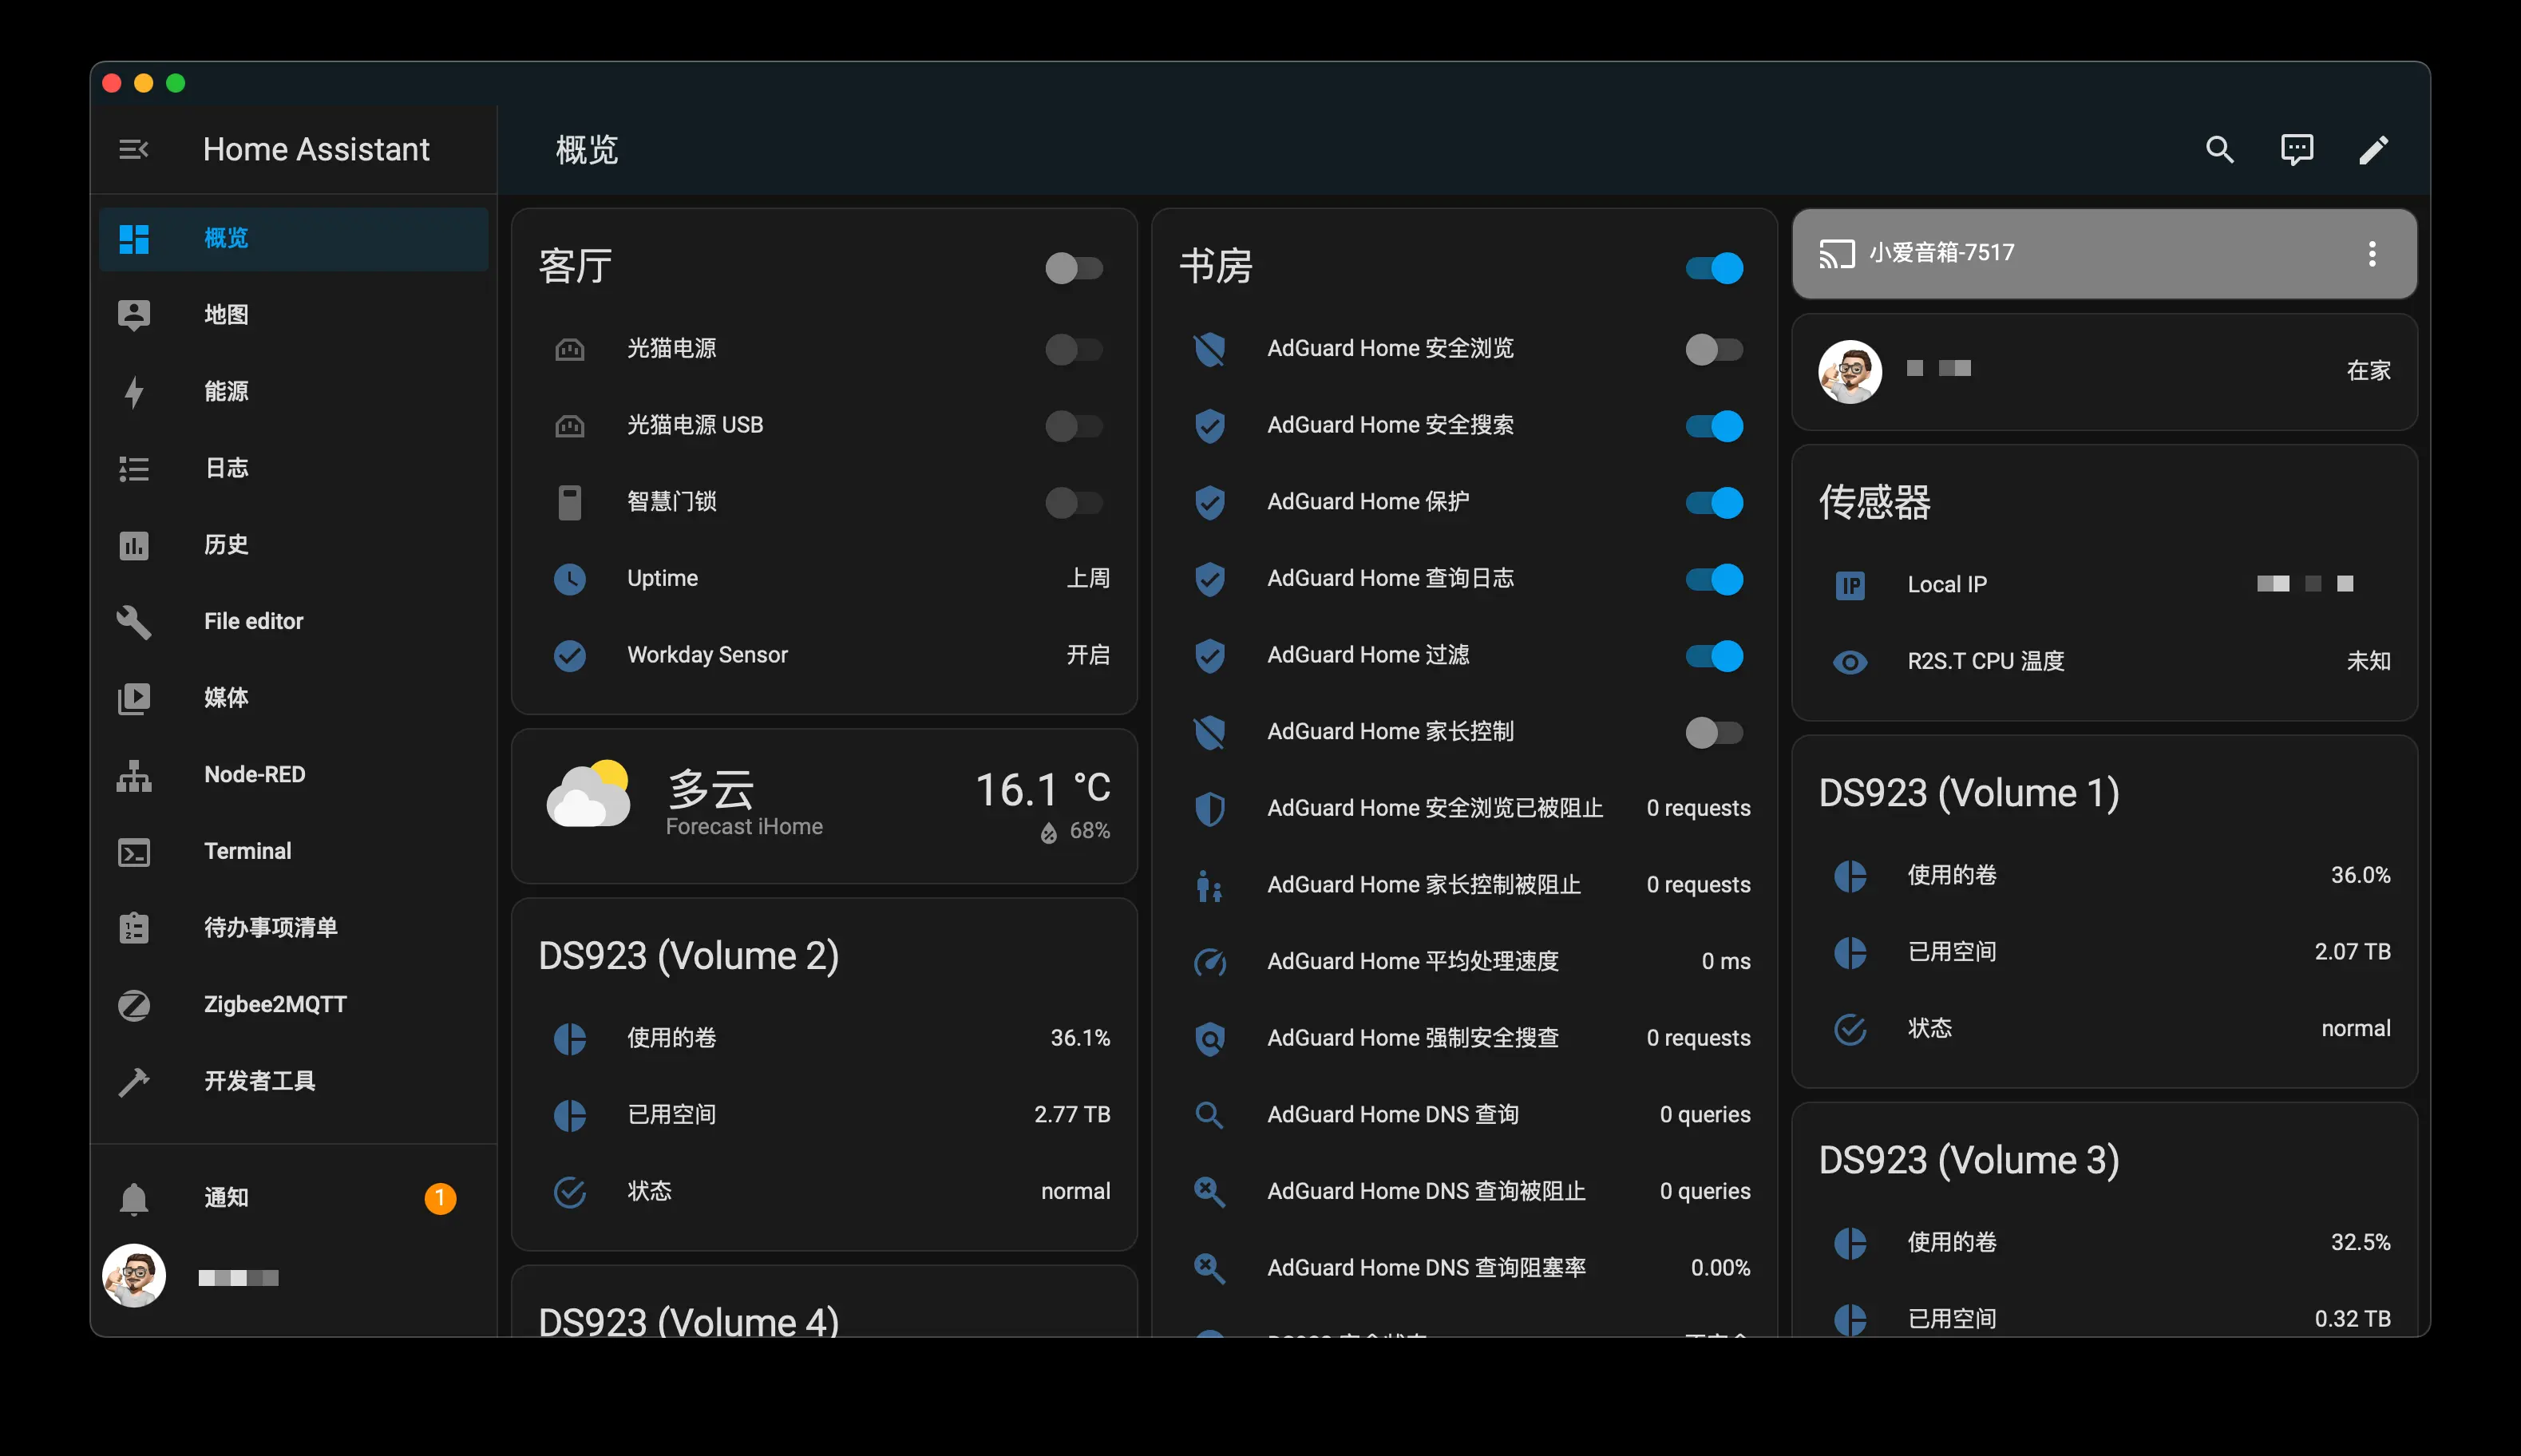 Home Assistant
概览
地图
能源
日志
历史
File editor
媒体
Node-RED
Terminal
待办事项清单
Zigbee2MQTT
开发者工具
通知 1
概览
客厅
光猫电源
光猫电源 USB
智慧门锁
Uptime 上周
Workday Sensor 开启
多云 16.1 °C
Forecast iHome 68%
DS923 (Volume 2)
使用的卷 36.1%
已用空间 2.77 TB
状态 normal
DS923 (Volume 4)
书房
AdGuard Home 安全浏览
AdGuard Home 安全搜索
AdGuard Home 保护
AdGuard Home 查询日志
AdGuard Home 过滤
AdGuard Home 家长控制
AdGuard Home 安全浏览已被阻止 0 requests
AdGuard Home 家长控制被阻止 0 requests
AdGuard Home 平均处理速度 0 ms
AdGuard Home 强制安全搜查 0 requests
AdGuard Home DNS 查询 0 queries
AdGuard Home DNS 查询被阻止 0 queries
AdGuard Home DNS 查询阻塞率 0.00%
小爱音箱-7517
在家
传感器
IP Local IP
R2S.T CPU 温度 未知
DS923 (Volume 1)
使用的卷 36.0%
已用空间 2.07 TB
状态 normal
DS923 (Volume 3)
使用的卷 32.5%
已用空间 0.32 TB